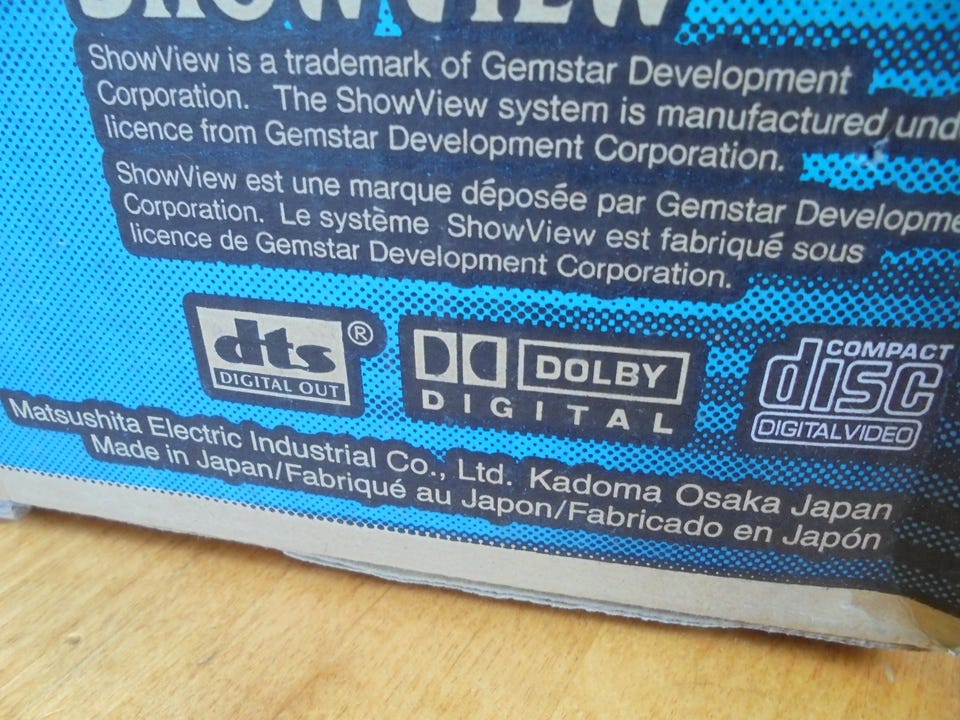 SHOWVIEW
ShowView is a trademark of Gemstar Development
Corporation. The ShowView system is manufactured und
licence from Gemstar Development Corporation.
ShowView est une marque déposée par Gemstar Developme
Corporation. Le système ShowView est fabriqué sous
licence de Gemstar Development Corporation.
dts ®
DIGITAL OUT
DOLBY
DIGITAL
COMPACT
disc
DIGITAL VIDEO
Matsushita Electric Industrial Co., Ltd. Kadoma Osaka Japan
Made in Japan/Fabriqué au Japon/Fabricado en Japón